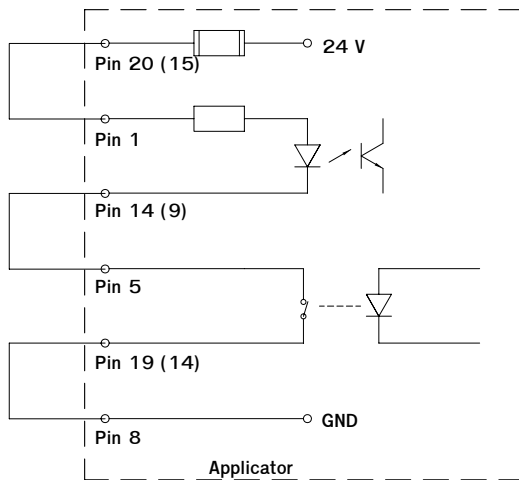 24 V
Pin 20 (15)
Pin 1
Pin 14 (9)
Pin 5
Pin 19 (14)
GND
Pin 8
Applicator